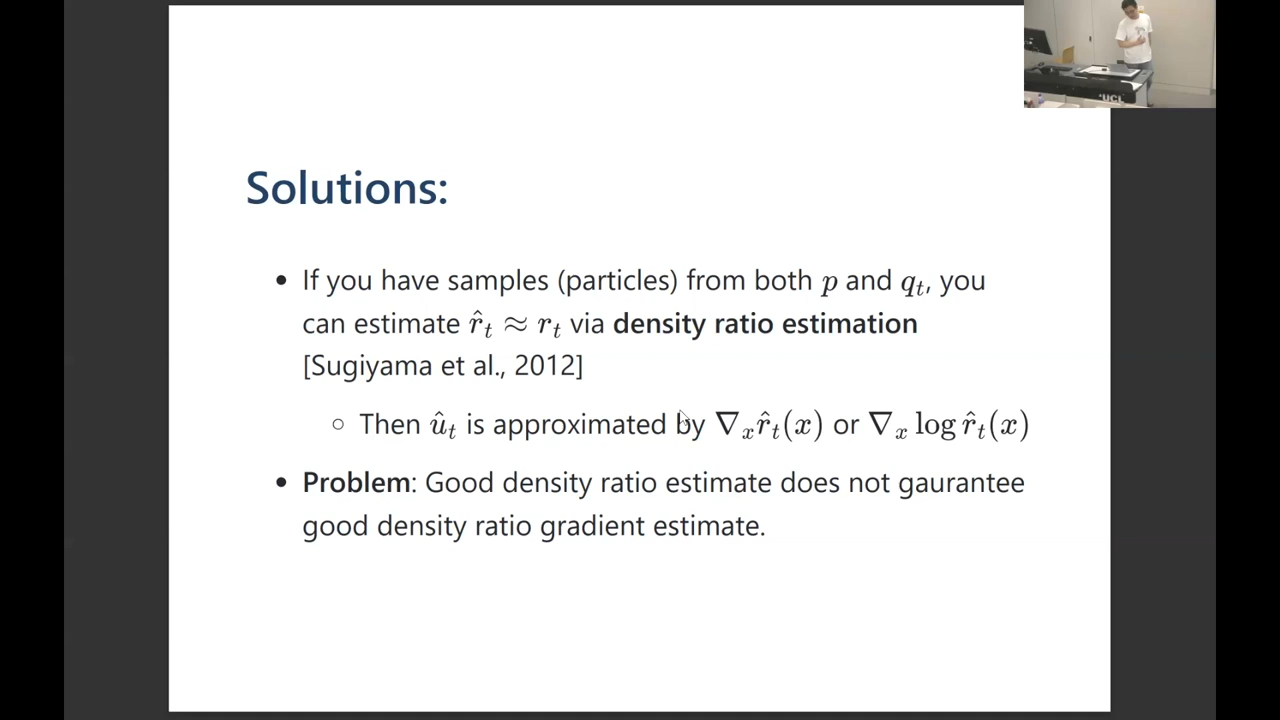 Solutions:
If you have samples (particles) from both p and q_t, you
can estimate r̂_t ≈ r_t via density ratio estimation
[Sugiyama et al., 2012]
Then û_t is approximated by ∇_x r̂_t(x) or ∇_x log r̂_t(x)
Problem: Good density ratio estimate does not gaurantee
good density ratio gradient estimate.
UCL